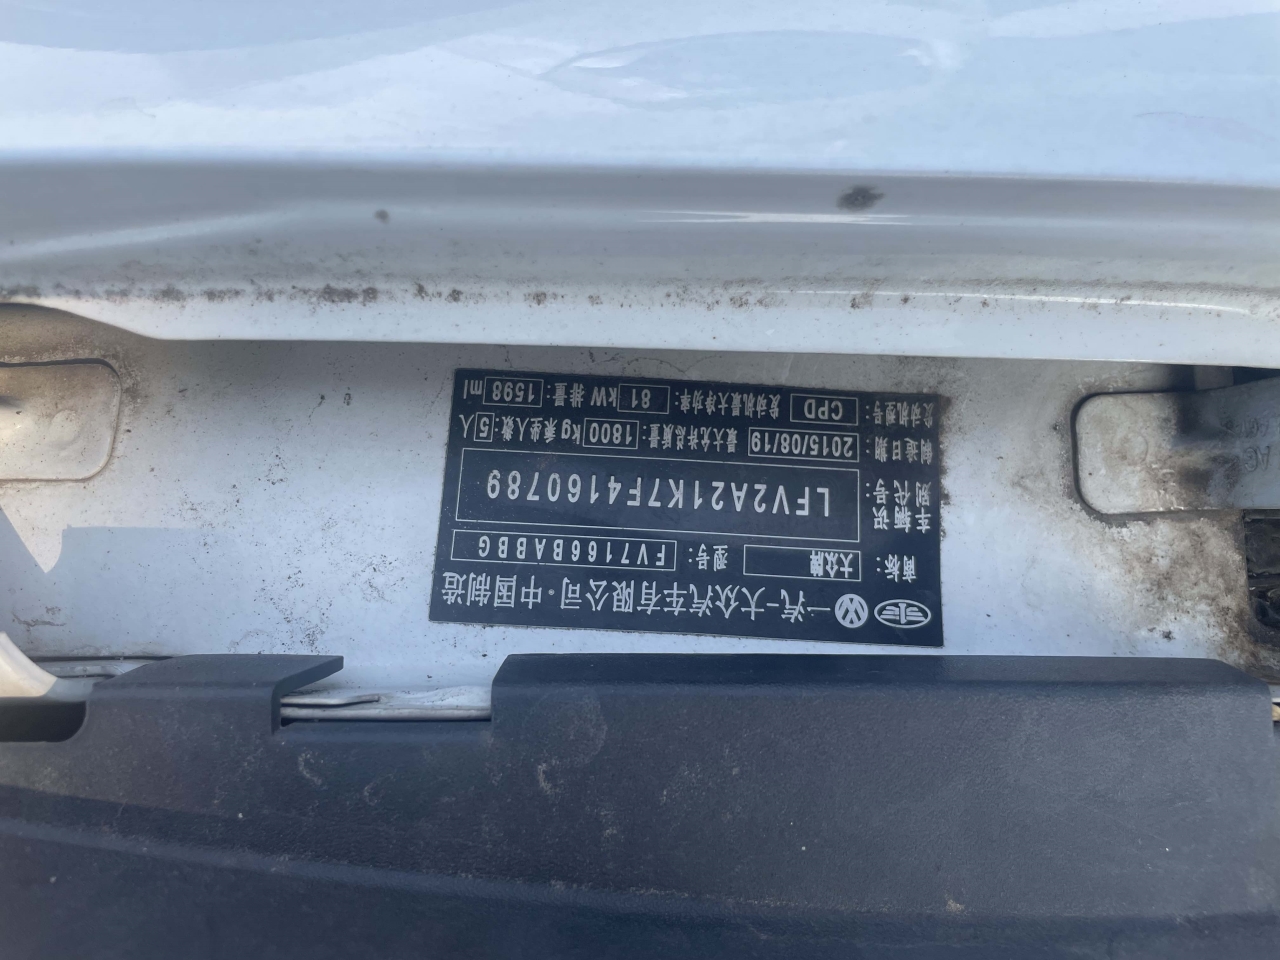 一汽-大众汽车有限公司·中国制造
商标: 大众牌 型号: FV7166BABBG
车辆识别代号: LFV2A21K7F4160789
制造日期: 2015/08/19 最大允许总质量: 1800 kg 乘坐人数: 5 人
发动机型号: CPD 发动机最大净功率: 81 kW 排量: 1598 ml